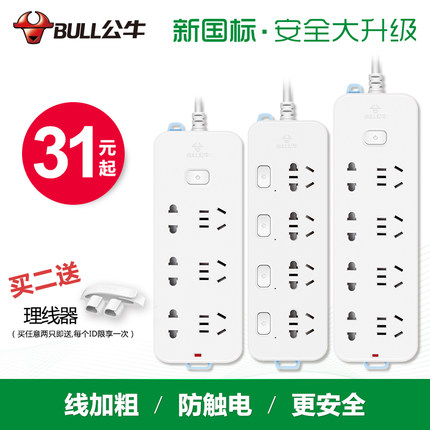 BULL公牛
新国标·安全大升级
31元起
买二送
理线器
（买任意两只即送,每个ID限享一次）
线加粗 / 防触电 / 更安全